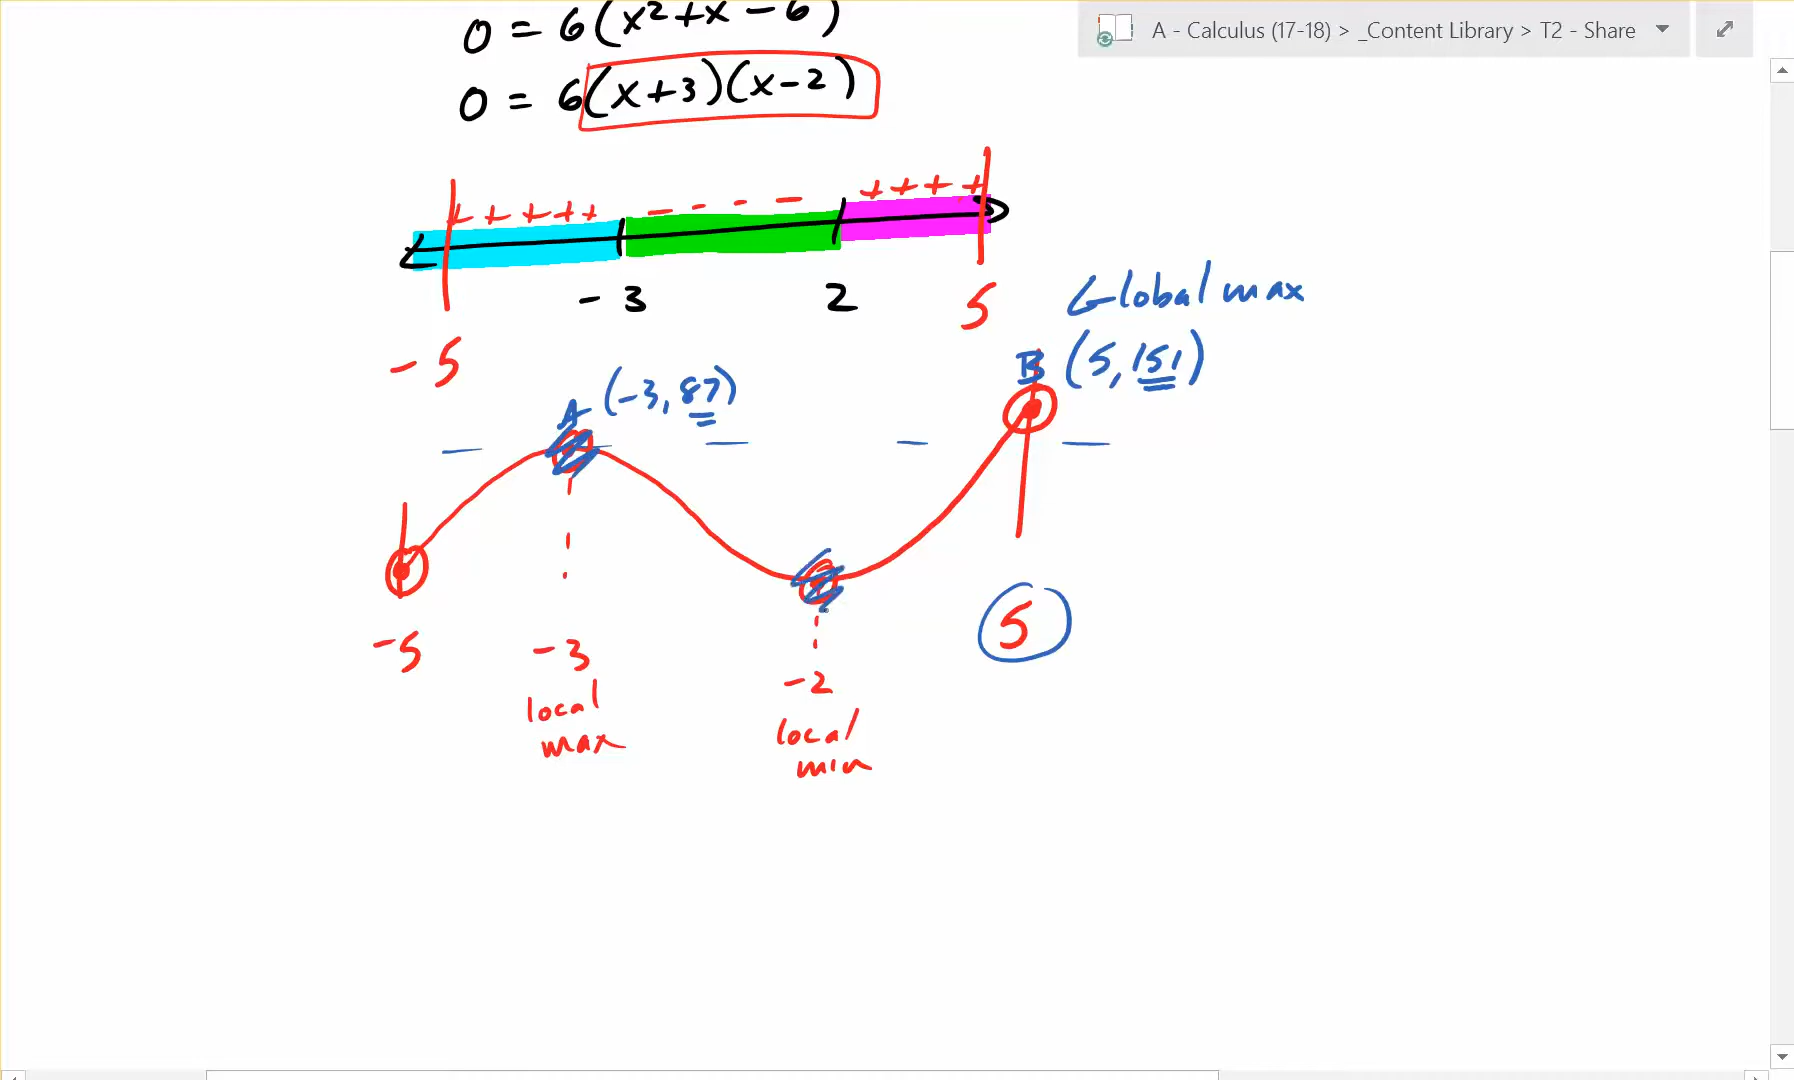 A - Calculus (17-18) > _Content Library > T2 - Share
0 = 6(x²+x-6)
0 = 6(x+3)(x-2)
+ + + + + - - - - + + + +
-3 2 5
-5
Global max
A (-3, 87)
B (5, 151)
-5 -3 -2 5
local max
local min